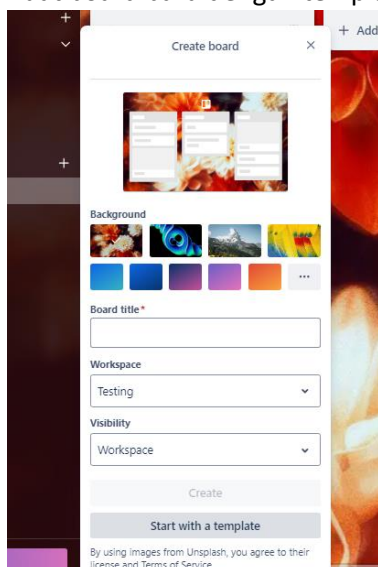 + Add
Create board
Background
Board title*
Workspace
Testing
Visibility
Workspace
Create
Start with a template
By using images from Unsplash, you agree to their
license and Terms of Service